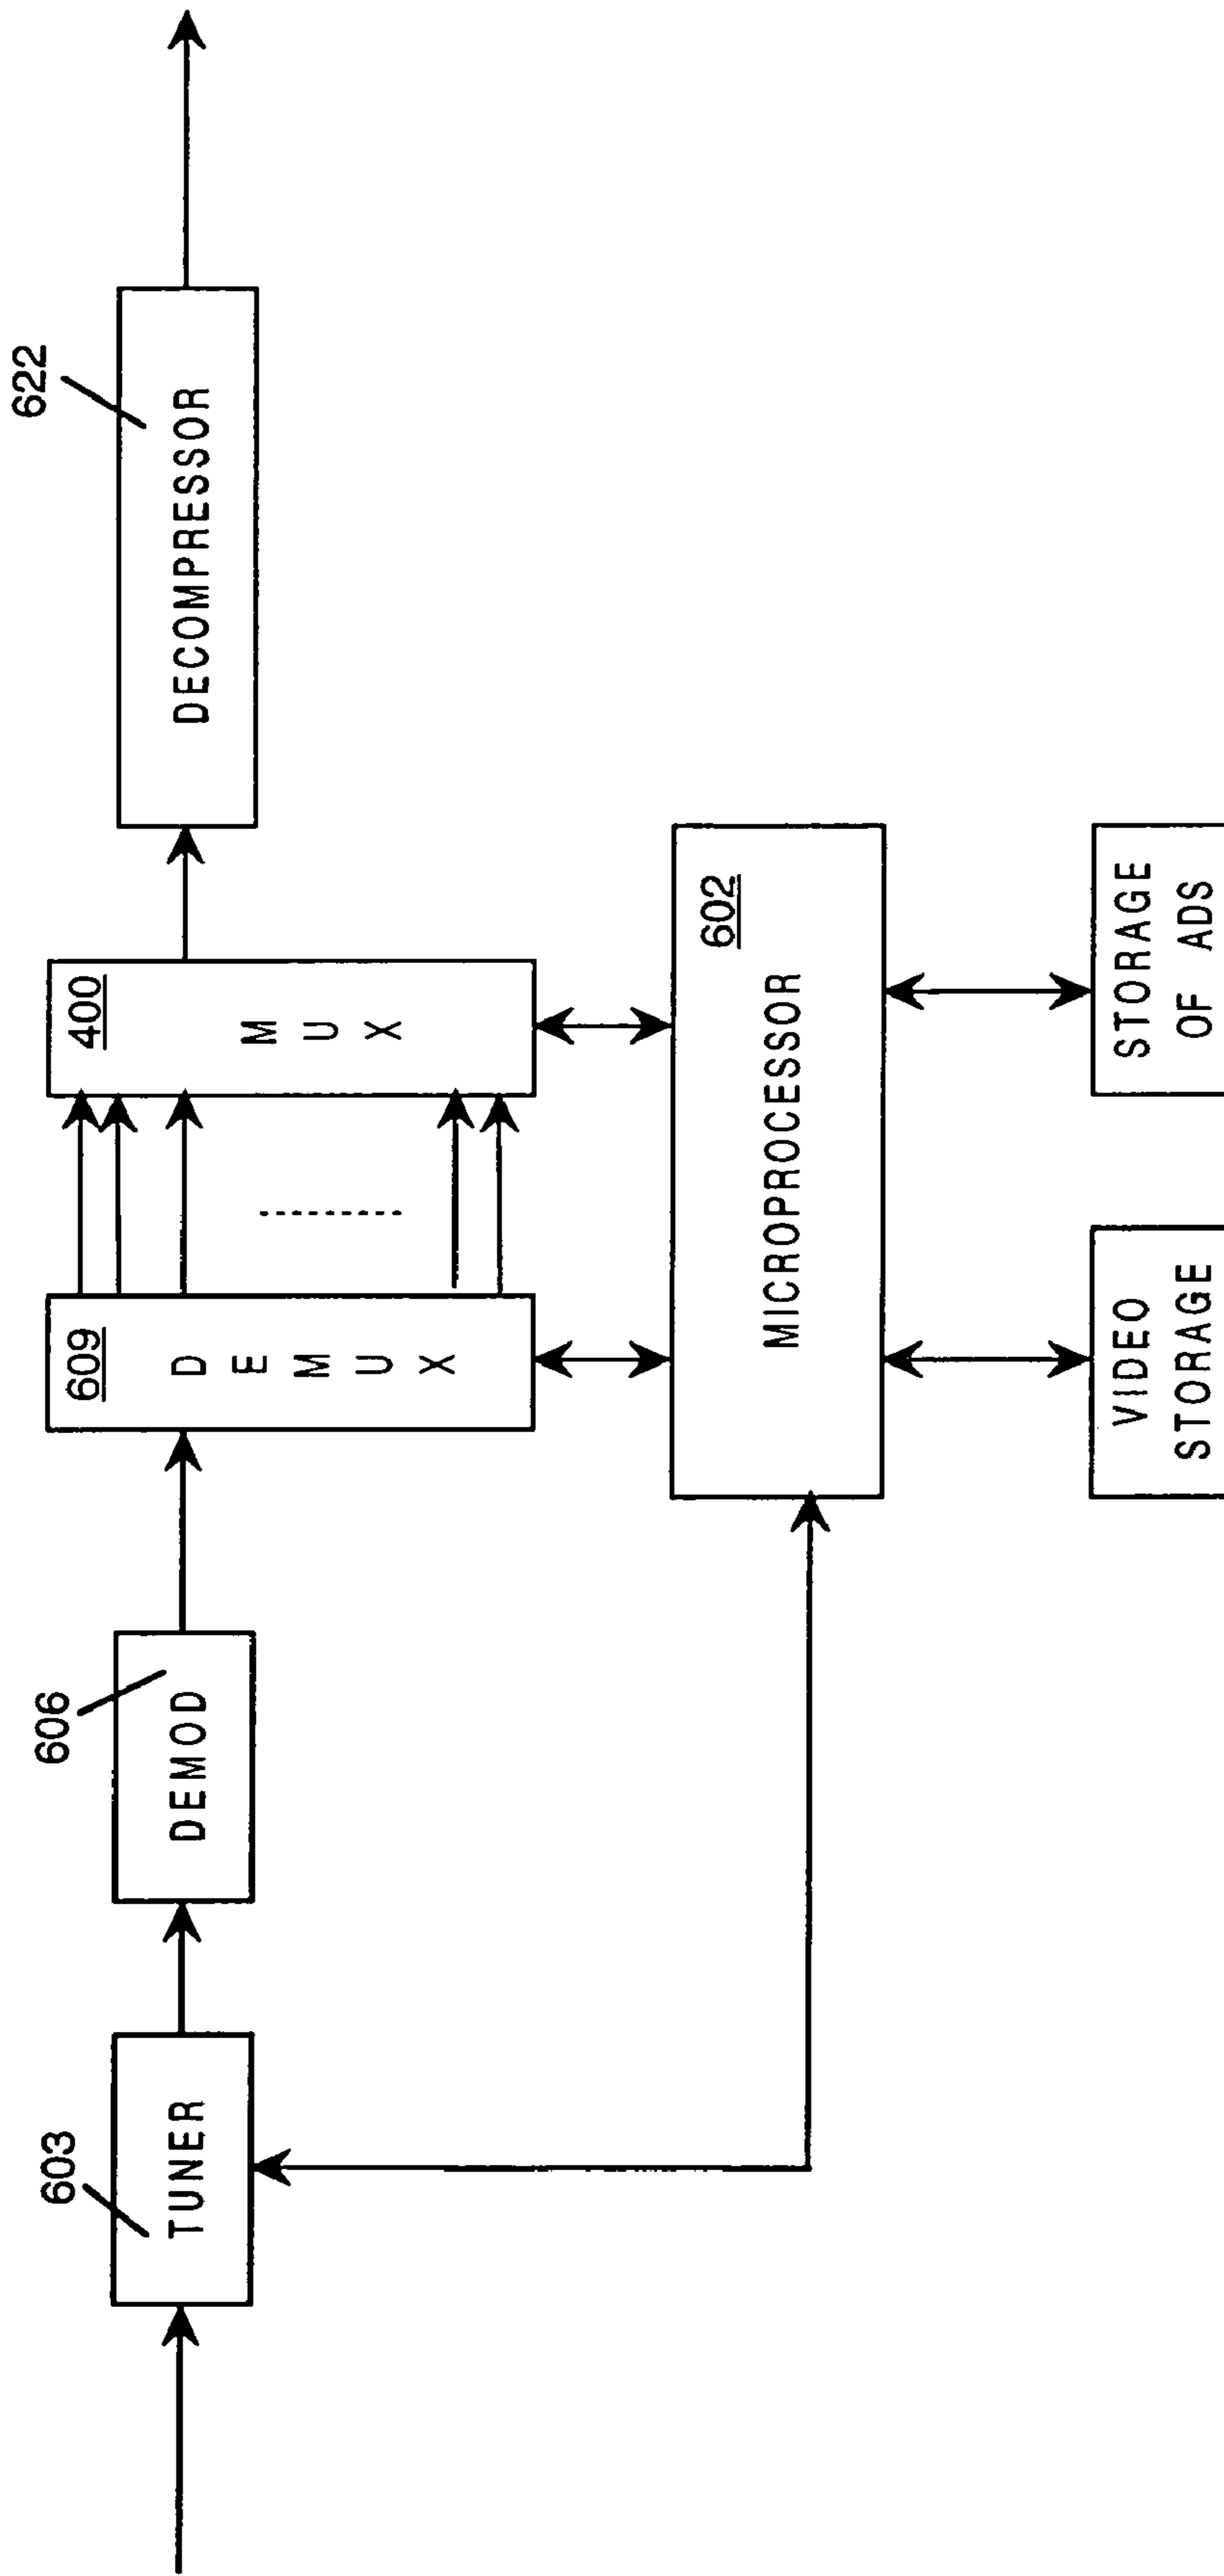 603
TUNER
606
DEMOD
609
DEMUX
400
MUX
622
DECOMPRESSOR
602
MICROPROCESSOR
VIDEO
STORAGE
STORAGE
OF ADS